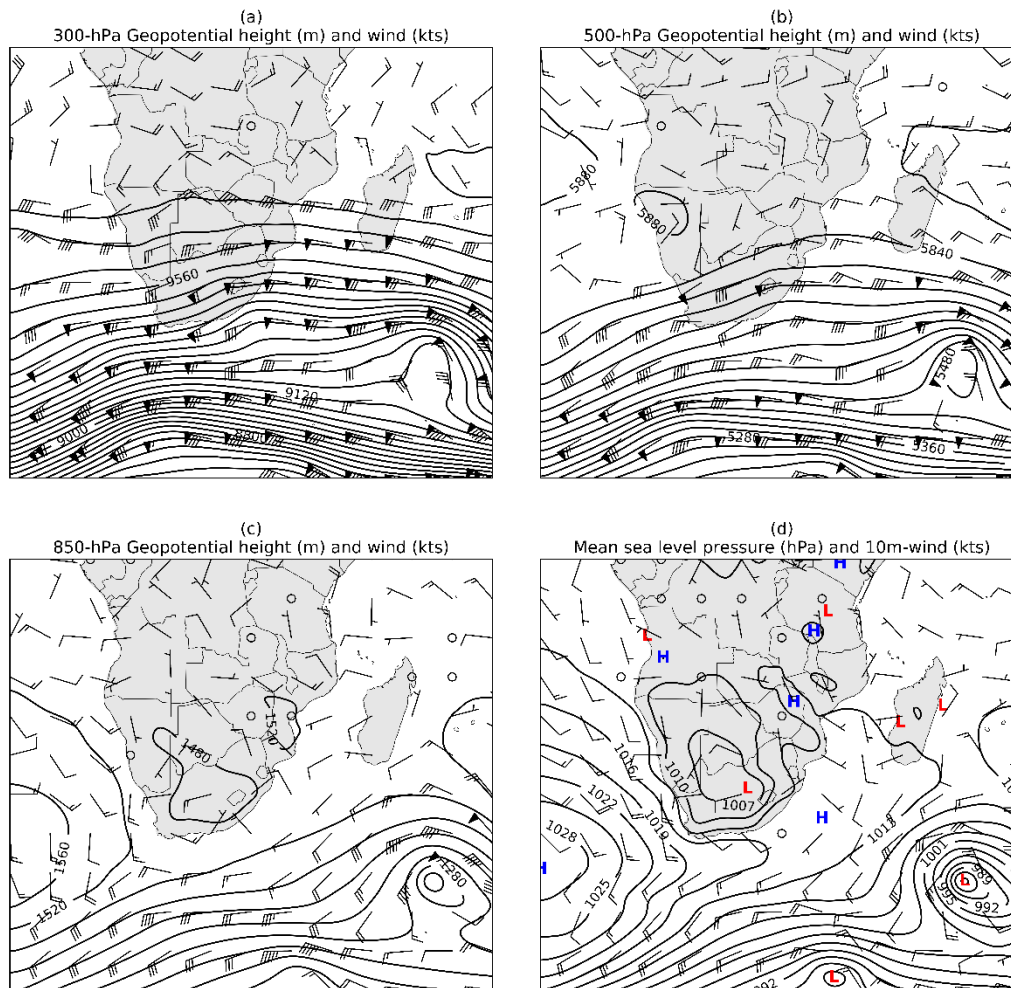 (a)
300-hPa Geopotential height (m) and wind (kts)
9560
9120
9000
8800
(b)
500-hPa Geopotential height (m) and wind (kts)
5880
5880
5840
5480
5280
5360
(c)
850-hPa Geopotential height (m) and wind (kts)
1520
1480
1560
1520
1280
(d)
Mean sea level pressure (hPa) and 10m-wind (kts)
H
L
L
H
H
H
L
L
1016
1010
1022
L
1007
1019
H
1013
1028
1001
H
L
989
1025
995
992
L